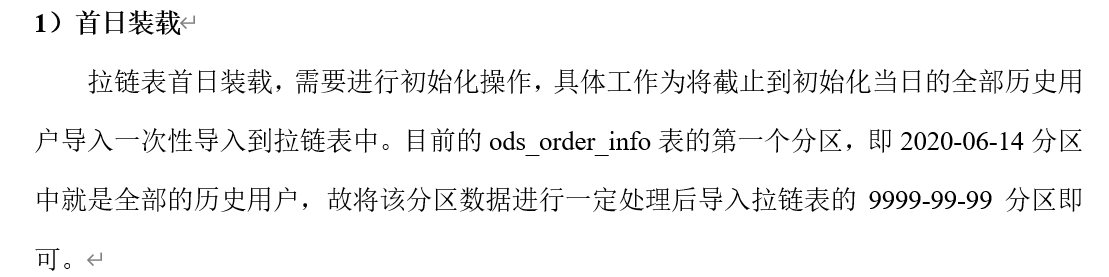 1）首日装载
拉链表首日装载，需要进行初始化操作，具体工作为将截止到初始化当日的全部历史用
户导入一次性导入到拉链表中。目前的 ods_order_info 表的第一个分区，即 2020-06-14 分区
中就是全部的历史用户，故将该分区数据进行一定处理后导入拉链表的 9999-99-99 分区即
可。